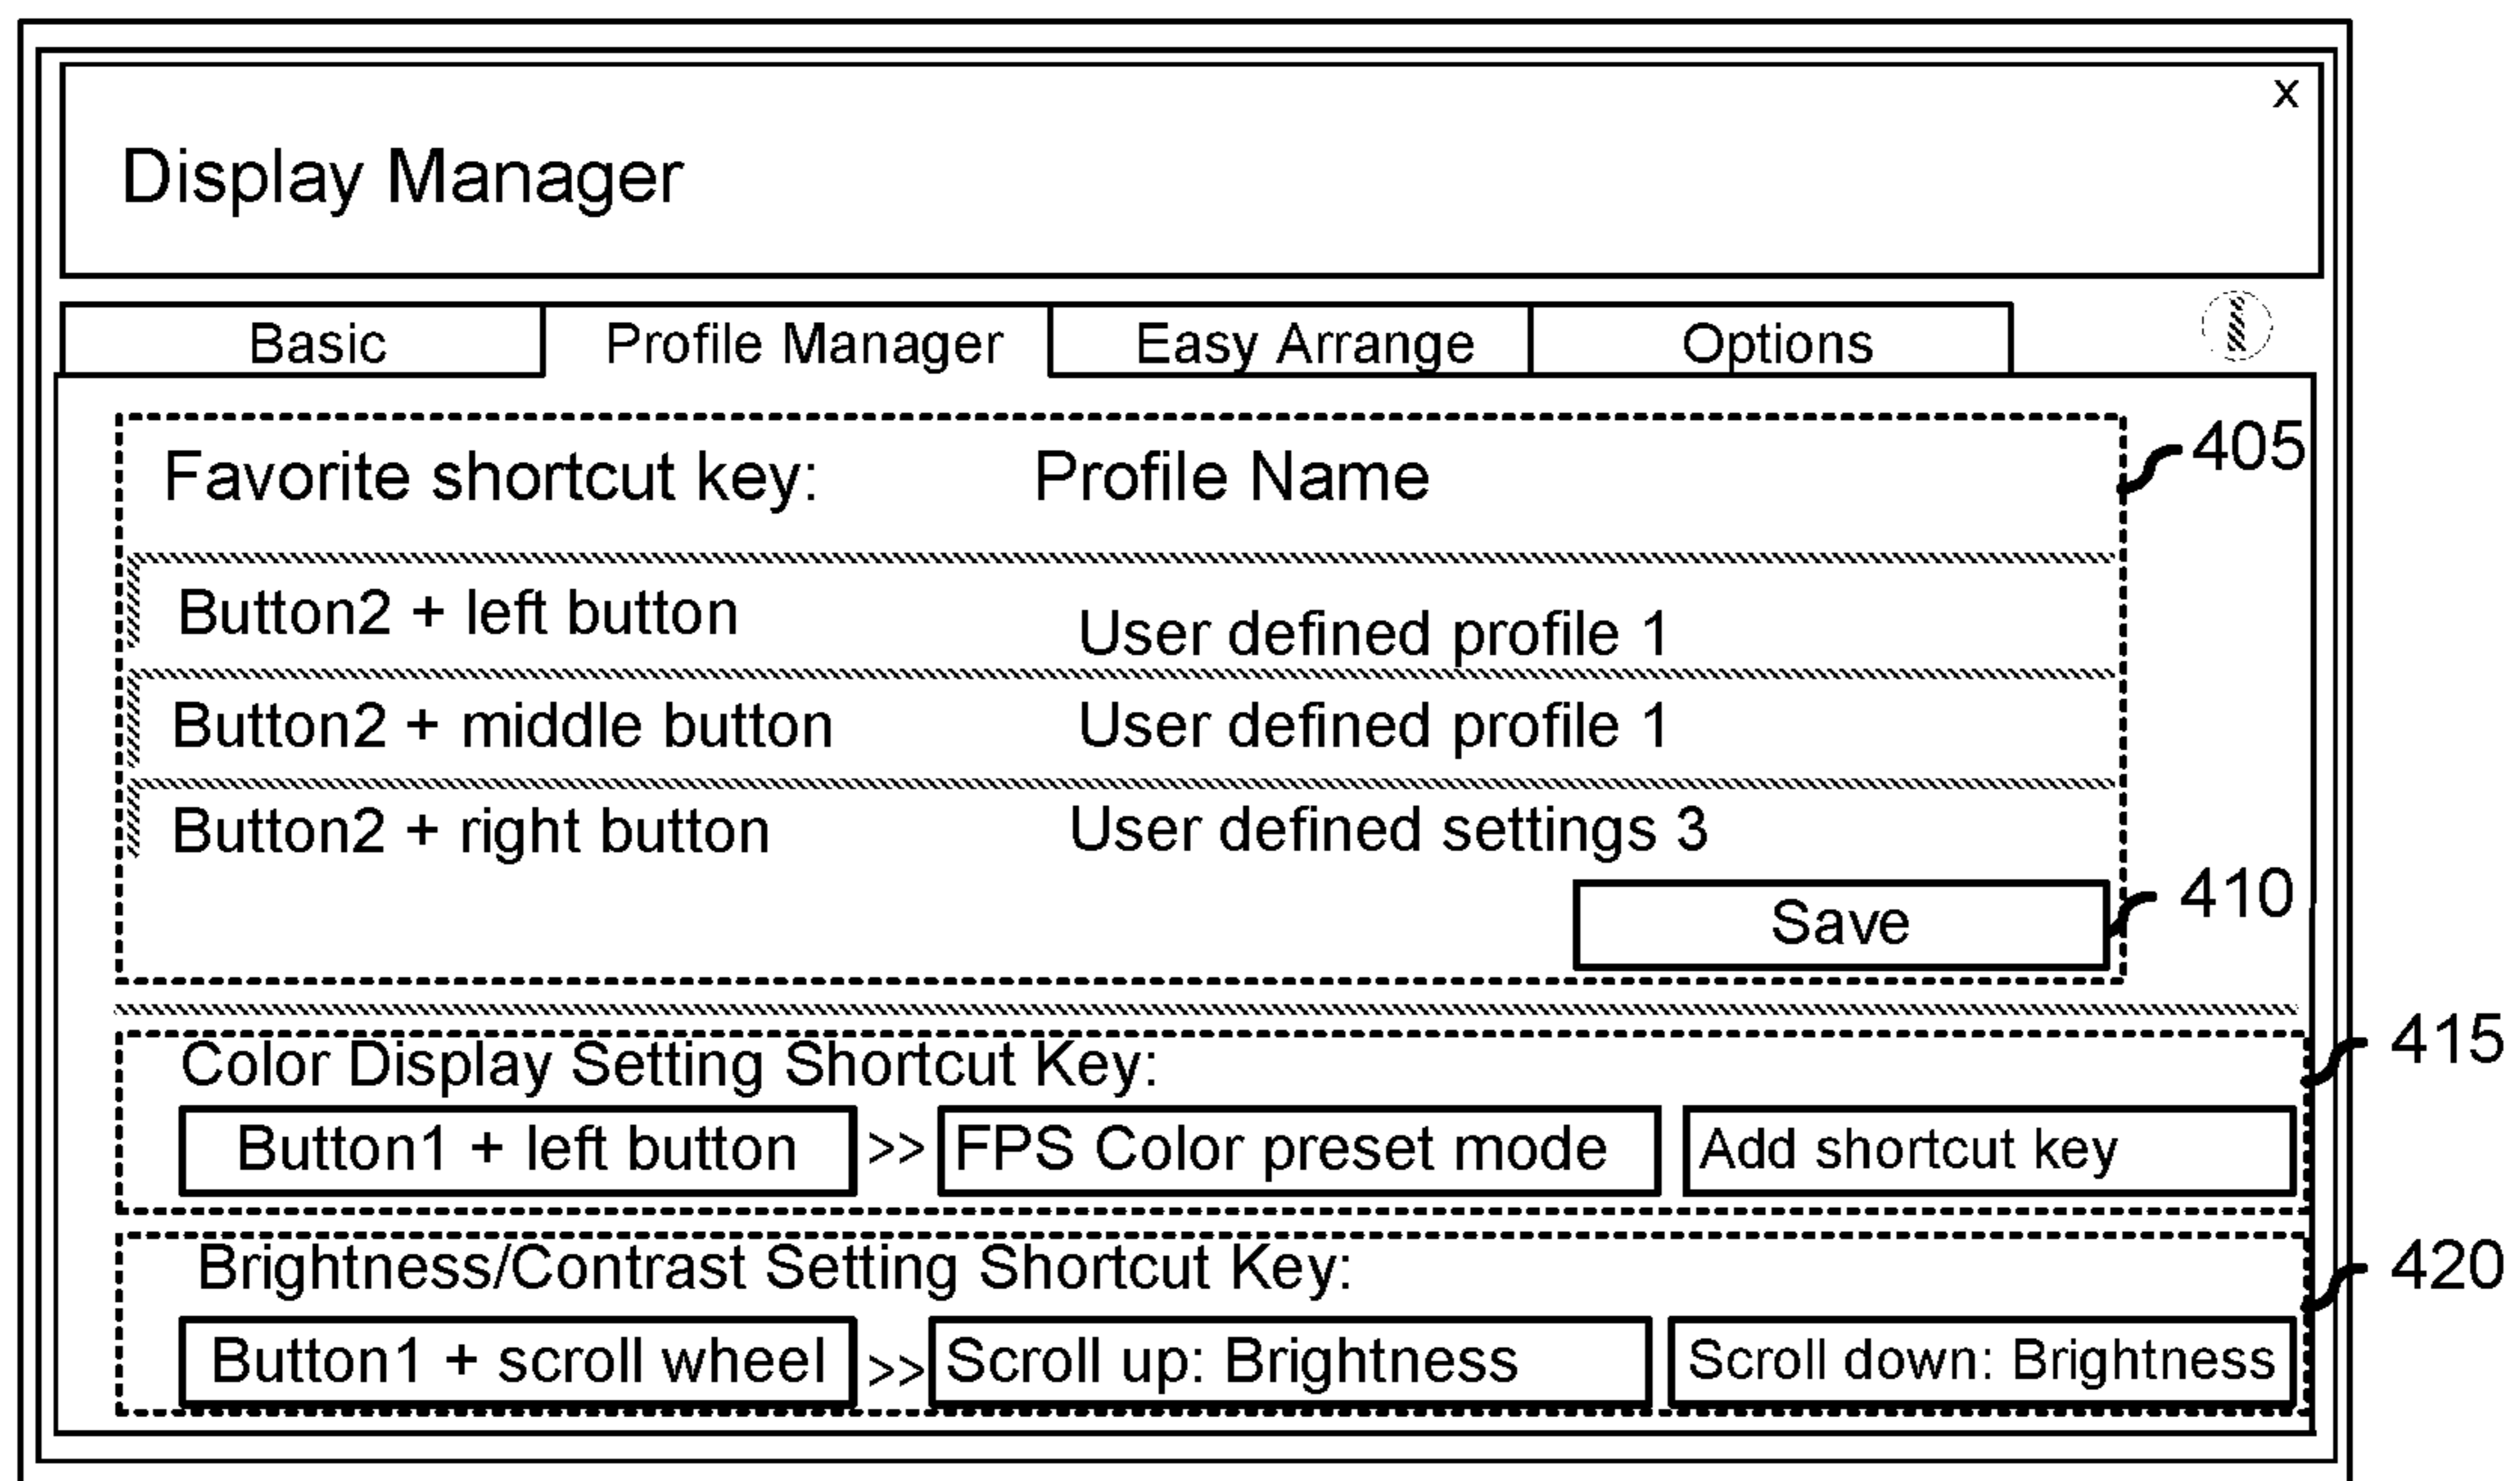 x
Display Manager
Basic Profile Manager Easy Arrange Options i
405
Favorite shortcut key: Profile Name
Button2 + left button User defined profile 1
Button2 + middle button User defined profile 1
Button2 + right button User defined settings 3
Save 410
415
Color Display Setting Shortcut Key:
Button1 + left button >> FPS Color preset mode Add shortcut key
Brightness/Contrast Setting Shortcut Key: 420
Button1 + scroll wheel >> Scroll up: Brightness Scroll down: Brightness